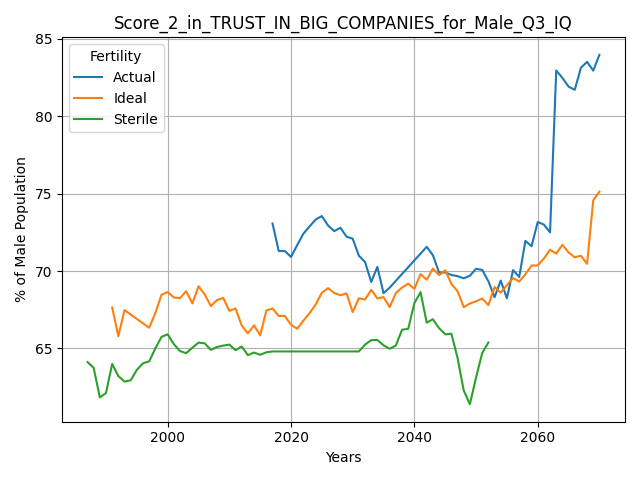 Score_2_in_TRUST_IN_BIG_COMPANIES_for_Male_Q3_IQ
Fertility
Actual
Ideal
Sterile
% of Male Population
85
80
75
70
65
2000 2020 2040 2060
Years